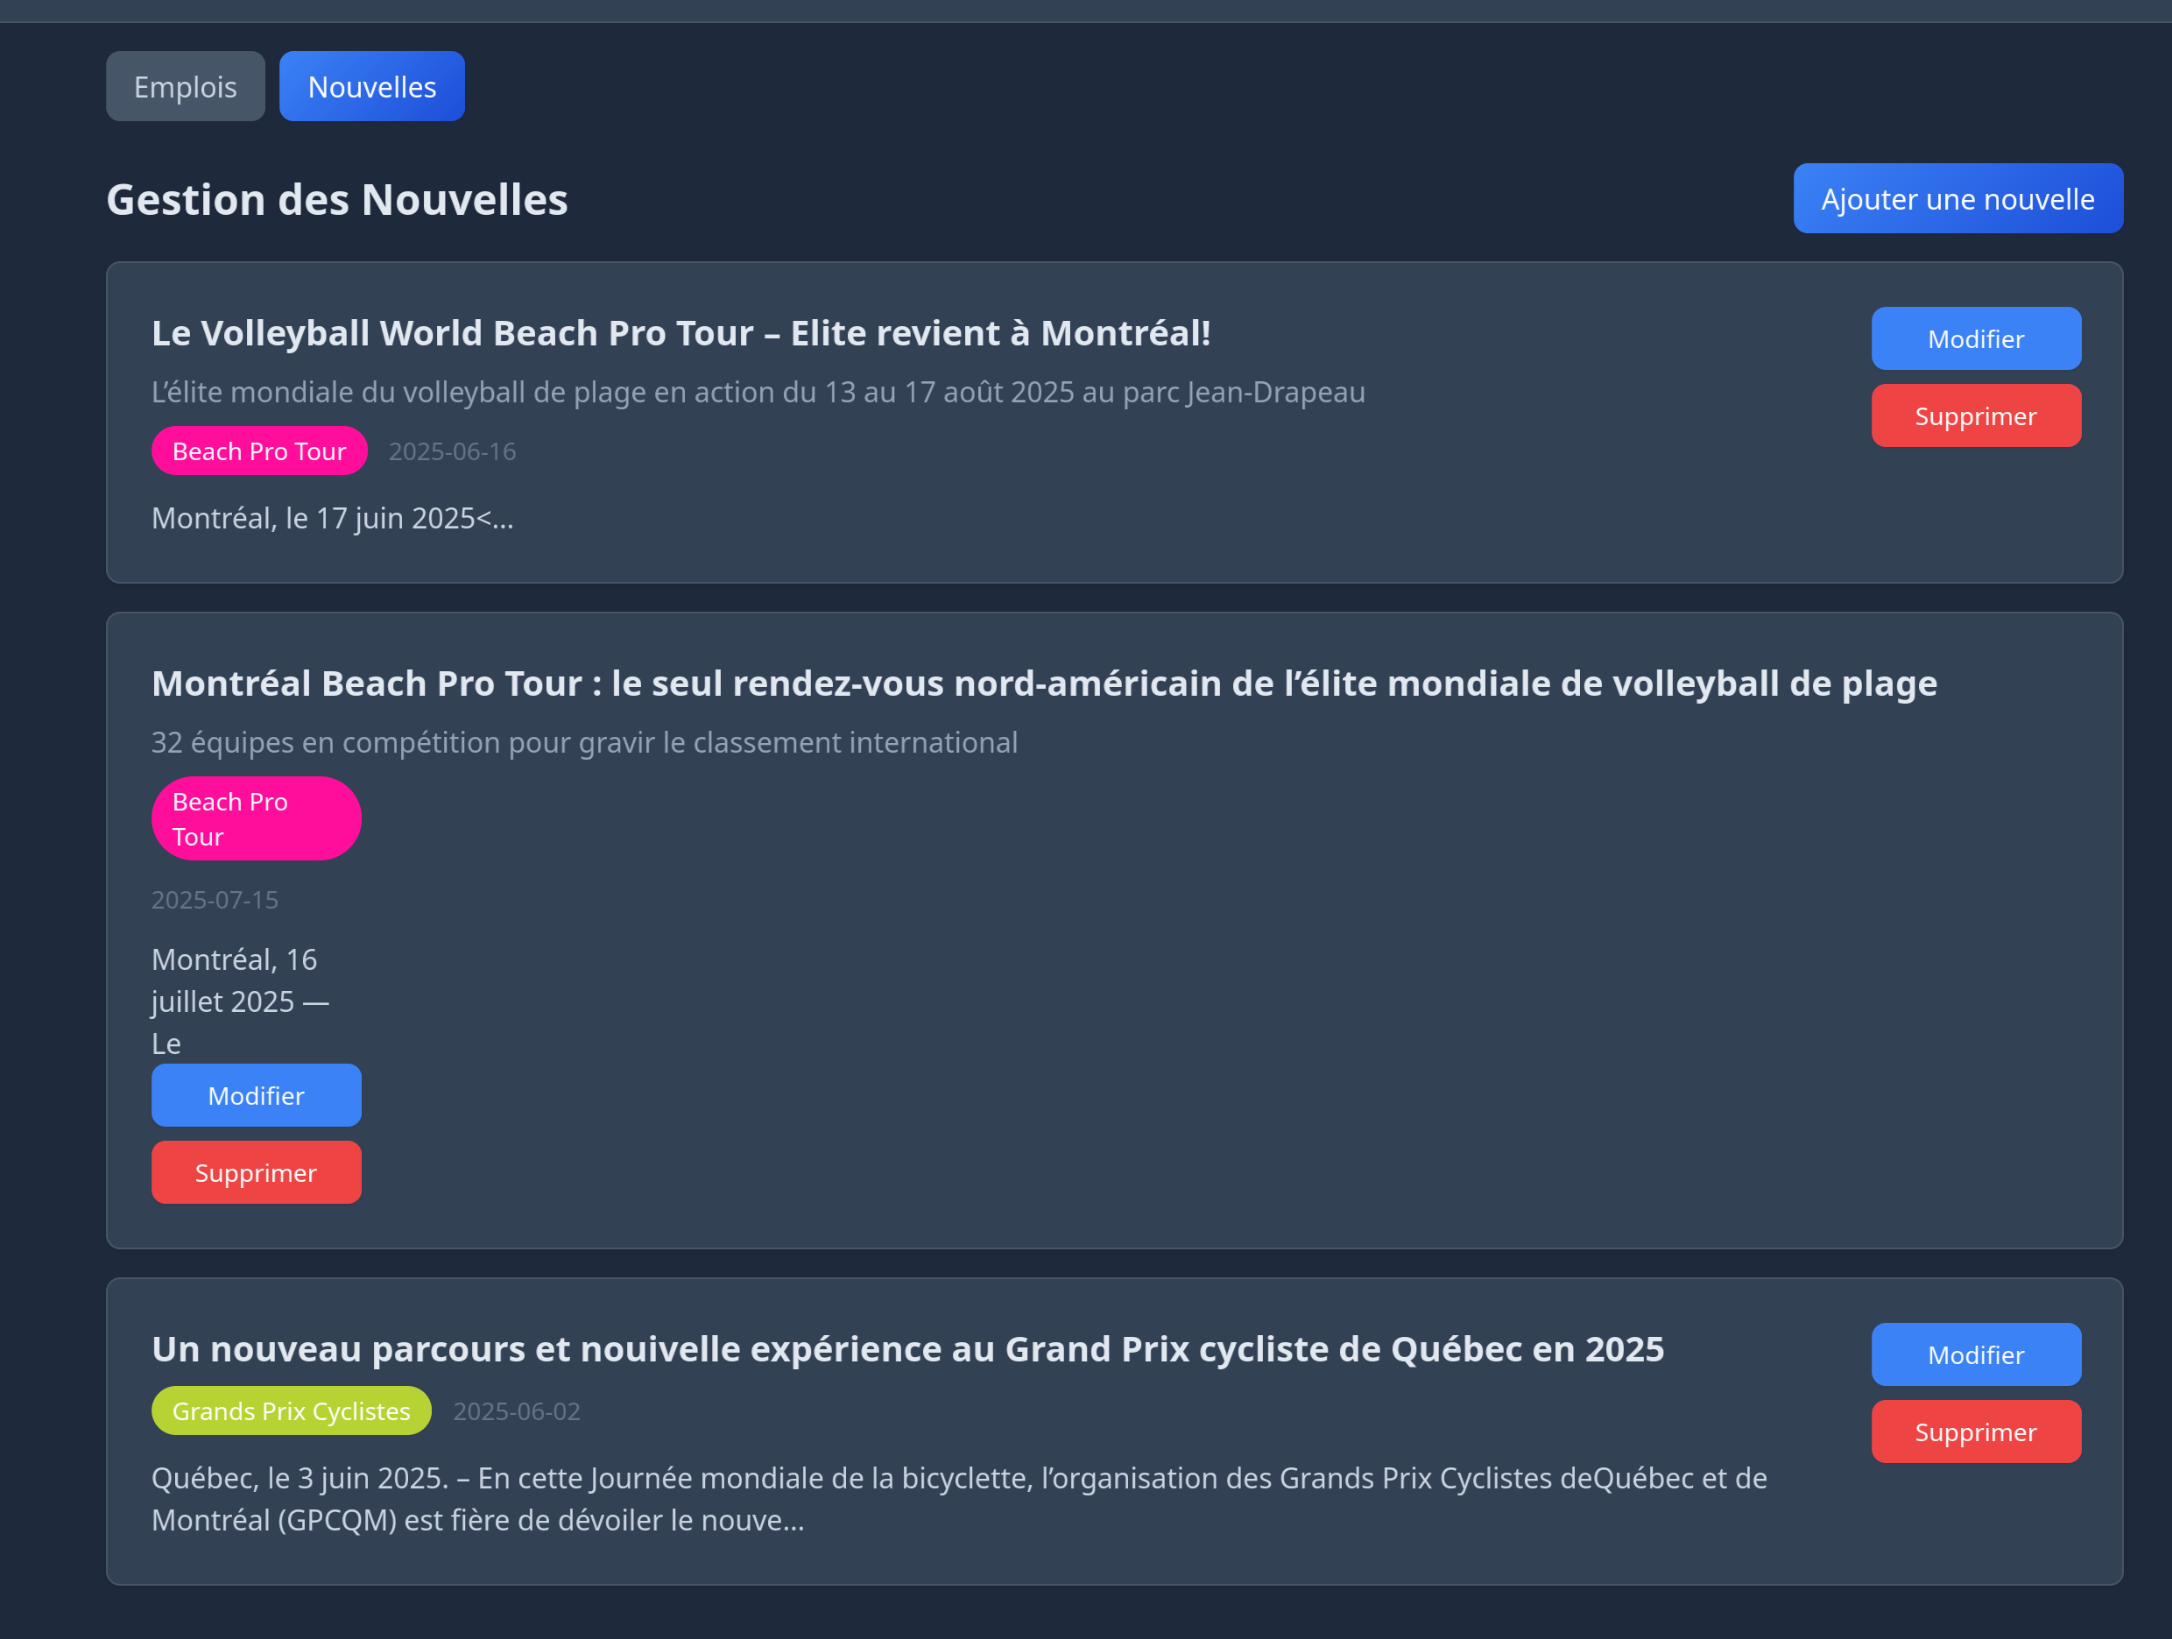 Emplois
Nouvelles
Gestion des Nouvelles
Ajouter une nouvelle
Le Volleyball World Beach Pro Tour – Elite revient à Montréal!
L’élite mondiale du volleyball de plage en action du 13 au 17 août 2025 au parc Jean-Drapeau
Beach Pro Tour
2025-06-16
Montréal, le 17 juin 2025<...
Modifier
Supprimer
Montréal Beach Pro Tour : le seul rendez-vous nord-américain de l’élite mondiale de volleyball de plage
32 équipes en compétition pour gravir le classement international
Beach Pro
Tour
2025-07-15
Montréal, 16
juillet 2025 —
Le
Modifier
Supprimer
Un nouveau parcours et nouivelle expérience au Grand Prix cycliste de Québec en 2025
Grands Prix Cyclistes
2025-06-02
Québec, le 3 juin 2025. – En cette Journée mondiale de la bicyclette, l’organisation des Grands Prix Cyclistes deQuébec et de
Montréal (GPCQM) est fière de dévoiler le nouve...
Modifier
Supprimer